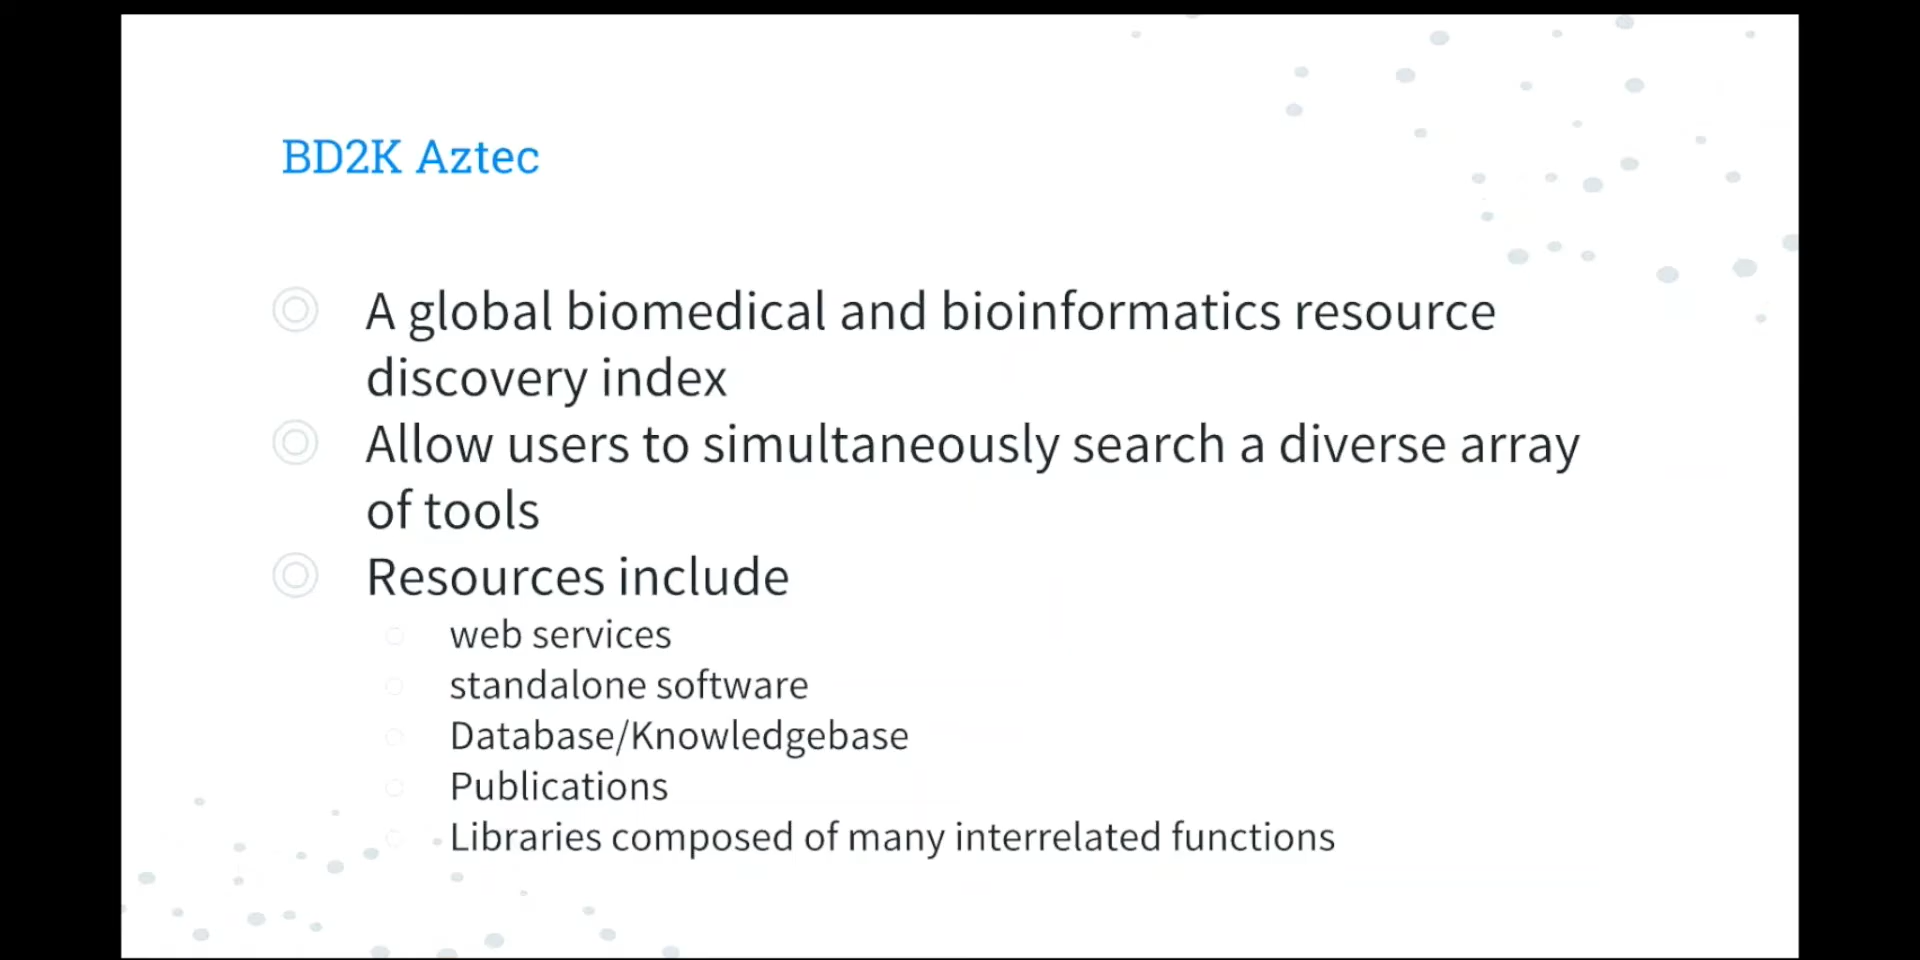 BD2K Aztec
A global biomedical and bioinformatics resource
discovery index
Allow users to simultaneously search a diverse array
of tools
Resources include
web services
standalone software
Database/Knowledgebase
Publications
Libraries composed of many interrelated functions